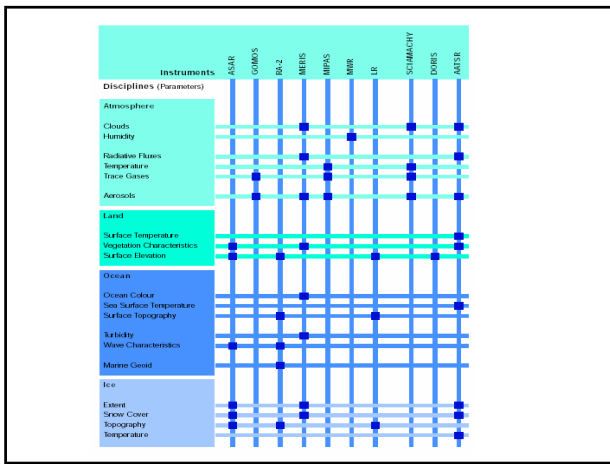 Instruments
ASAR
GOMOS
RA-2
MERIS
MIPAS
MWR
LR
SCIAMACHY
DORIS
AATSR
Disciplines (Parameters)
Atmosphere
Clouds
Humidity
Radiative Fluxes
Temperature
Trace Gases
Aerosols
Land
Surface Temperature
Vegetation Characteristics
Surface Elevation
Ocean
Ocean Colour
Sea Surface Temperature
Surface Topography
Turbidity
Wave Characteristics
Marine Geoid
Ice
Extent
Snow Cover
Topography
Temperature